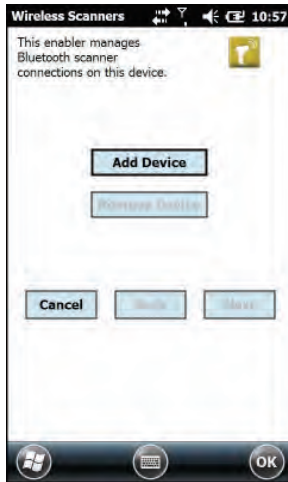 Wireless Scanners 10:57
This enabler manages
Bluetooth scanner
connections on this device.
Add Device
Remove Device
Cancel Back Next
OK